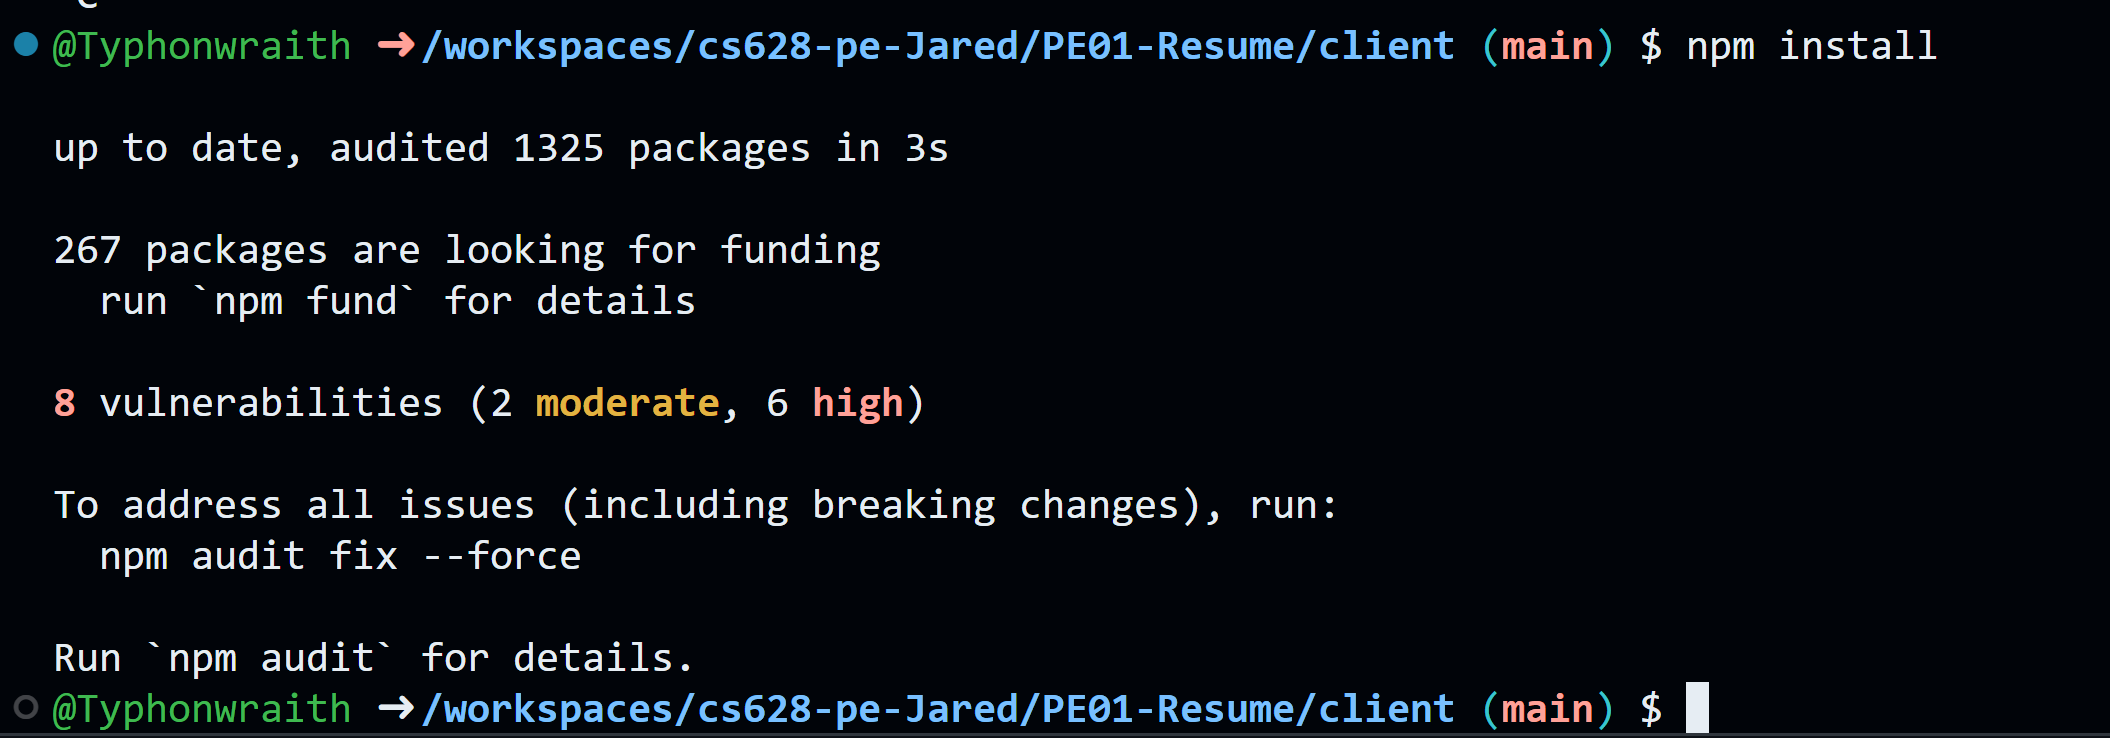 @Typhonwraith ➜ /workspaces/cs628-pe-Jared/PE01-Resume/client (main) $ npm install
up to date, audited 1325 packages in 3s
267 packages are looking for funding
  run `npm fund` for details
8 vulnerabilities (2 moderate, 6 high)
To address all issues (including breaking changes), run:
  npm audit fix --force
Run `npm audit` for details.
@Typhonwraith ➜ /workspaces/cs628-pe-Jared/PE01-Resume/client (main) $